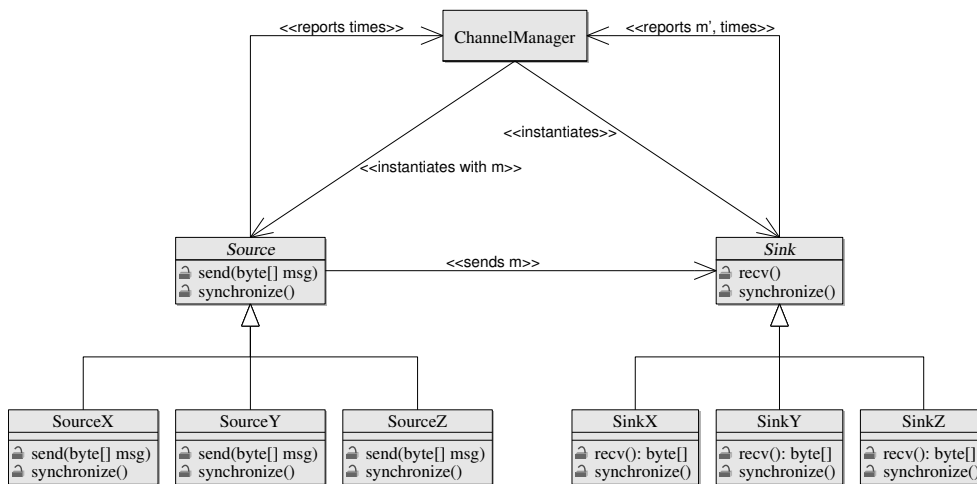 <<reports times>>
ChannelManager
<<reports m', times>>
<<instantiates>>
<<instantiates with m>>
Source
send(byte[] msg)
synchronize()
<<sends m>>
Sink
recv()
synchronize()
SourceX
send(byte[] msg)
synchronize()
SourceY
send(byte[] msg)
synchronize()
SourceZ
send(byte[] msg)
synchronize()
SinkX
recv(): byte[]
synchronize()
SinkY
recv(): byte[]
synchronize()
SinkZ
recv(): byte[]
synchronize()